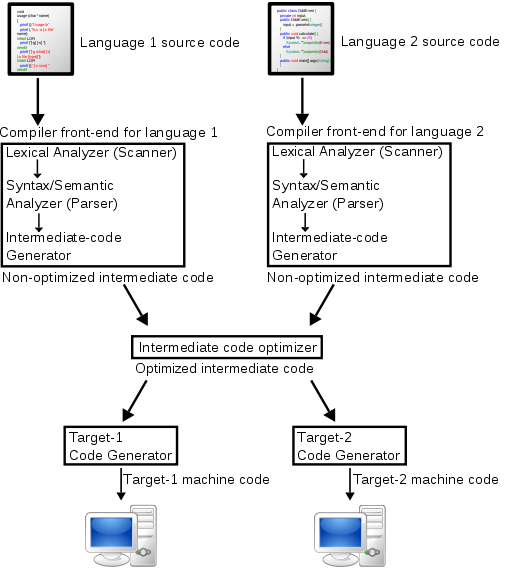 Language 1 source code
Language 2 source code
Compiler front-end for language 1
Lexical Analyzer (Scanner)
Syntax/Semantic
Analyzer (Parser)
Intermediate-code
Generator
Non-optimized intermediate code
Compiler front-end for language 2
Lexical Analyzer (Scanner)
Syntax/Semantic
Analyzer (Parser)
Intermediate-code
Generator
Non-optimized intermediate code
Intermediate code optimizer
Optimized intermediate code
Target-1
Code Generator
Target-1 machine code
Target-2
Code Generator
Target-2 machine code